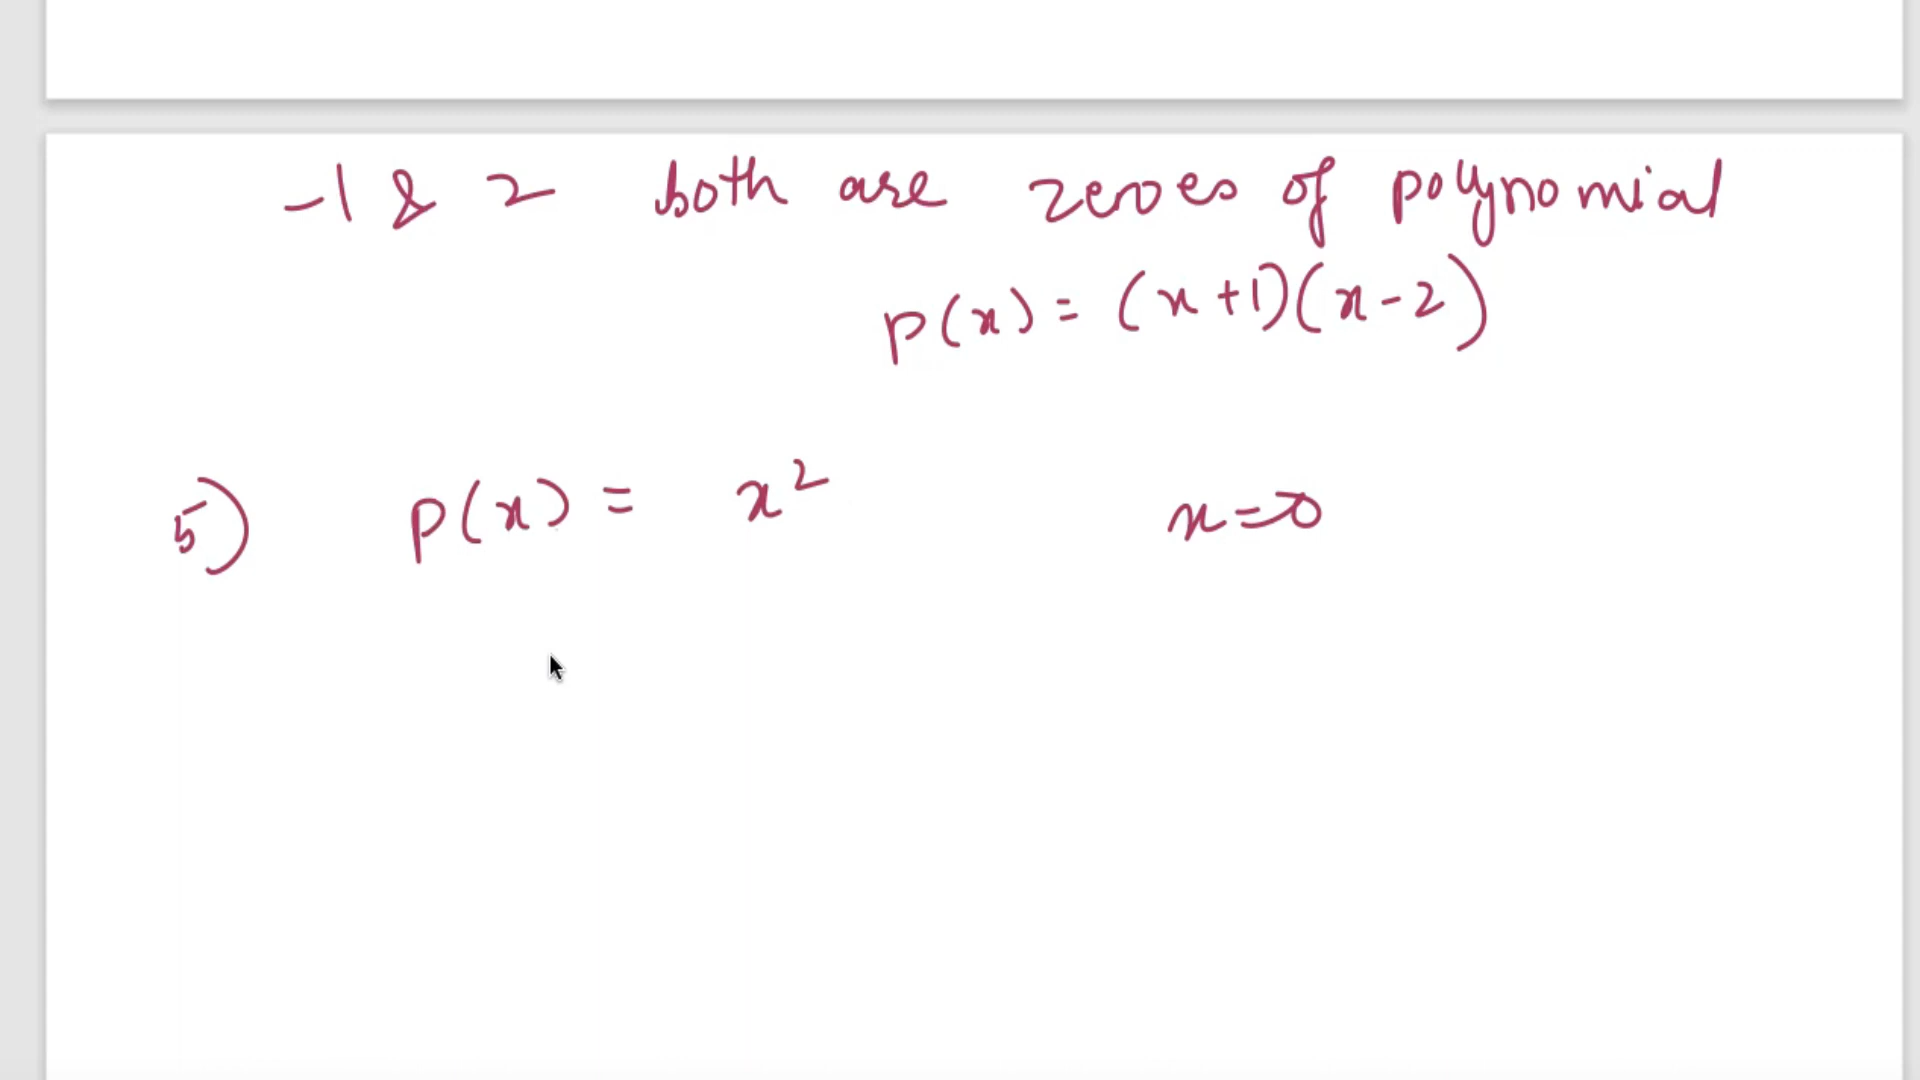 -1 & 2 both are zeroes of polynomial
p(x) = (x+1)(x-2)
5) p(x) = x² x=0